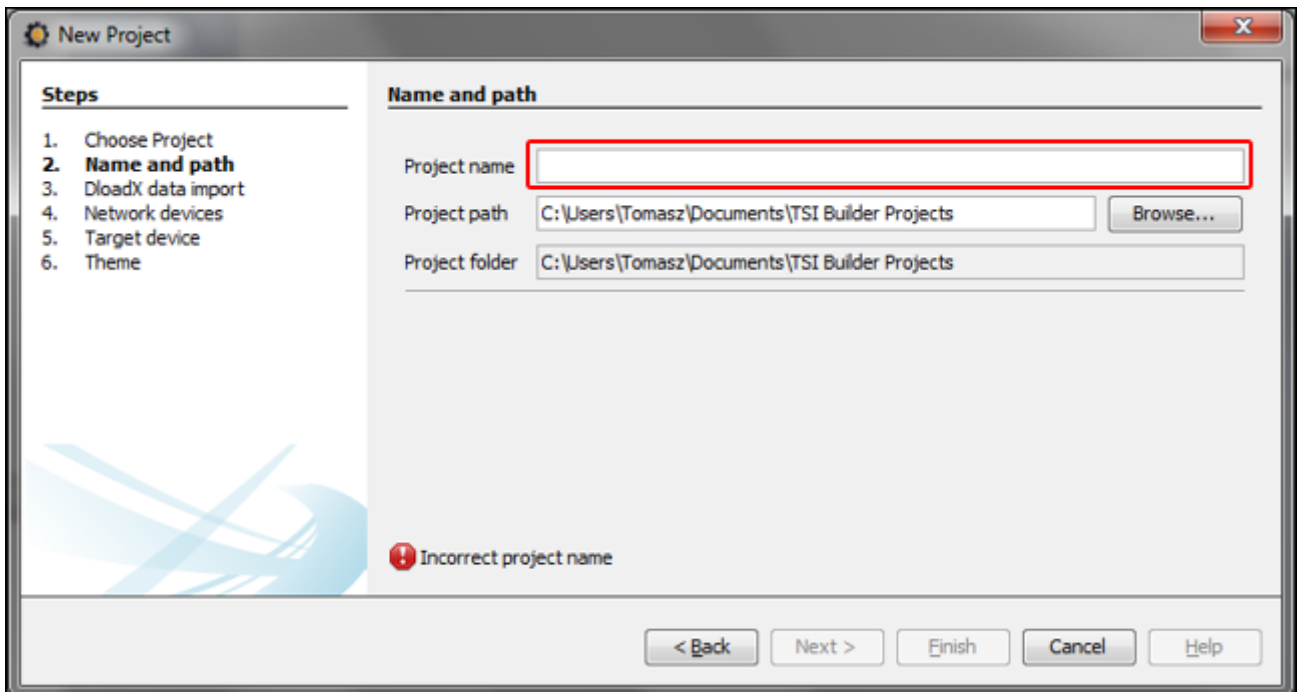 New Project
Steps
1. Choose Project
2. Name and path
3. DloadX data import
4. Network devices
5. Target device
6. Theme
Name and path
Project name
Project path C:\Users\Tomasz\Documents\TSI Builder Projects Browse...
Project folder C:\Users\Tomasz\Documents\TSI Builder Projects
Incorrect project name
< Back Next > Finish Cancel Help